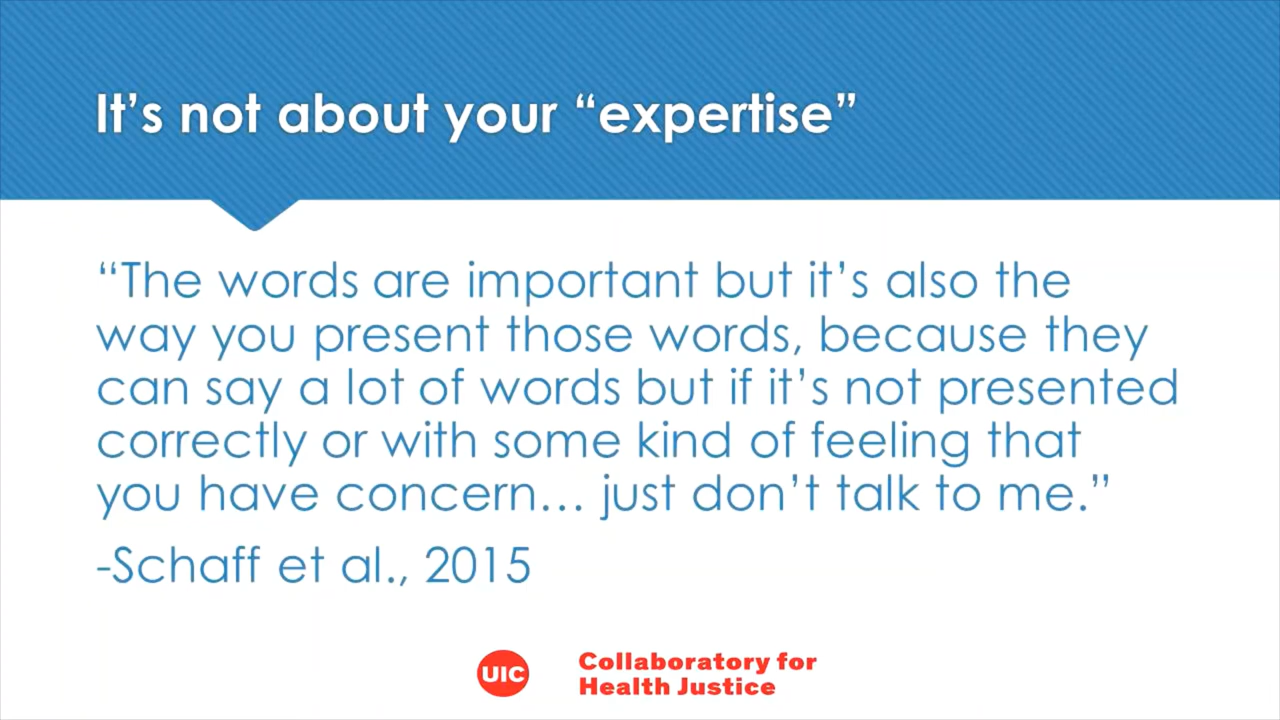 It’s not about your “expertise”
“The words are important but it’s also the
way you present those words, because they
can say a lot of words but if it’s not presented
correctly or with some kind of feeling that
you have concern… just don’t talk to me.”
-Schaff et al., 2015
UIC
Collaboratory for
Health Justice